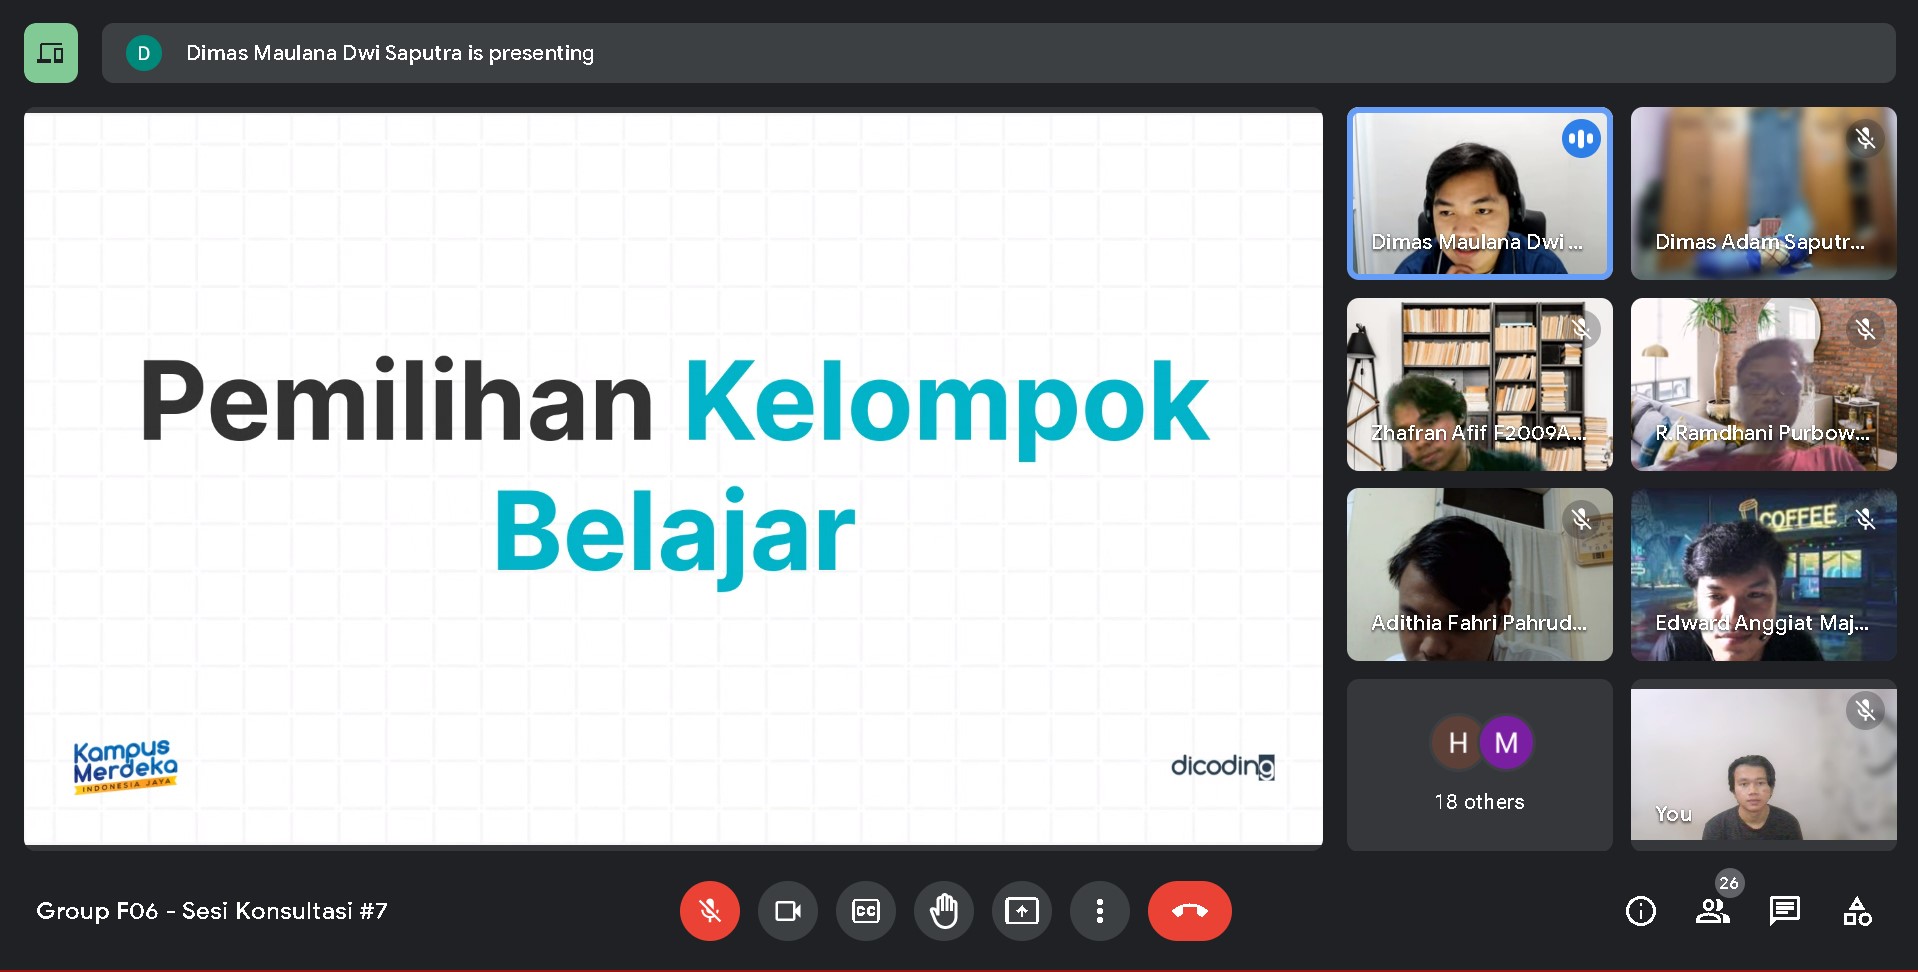 D Dimas Maulana Dwi Saputra is presenting
Pemilihan Kelompok
Belajar
Kampus
Merdeka
INDONESIA JAYA
dicoding
Dimas Maulana Dwi ...
Dimas Adam Saputr...
Zhafran Afif F2009A...
R.Ramdhani Purbow...
Adithia Fahri Pahrud...
COFFEE
Edward Anggiat Maj...
H M
18 others
You
Group F06 - Sesi Konsultasi #7
CC
26